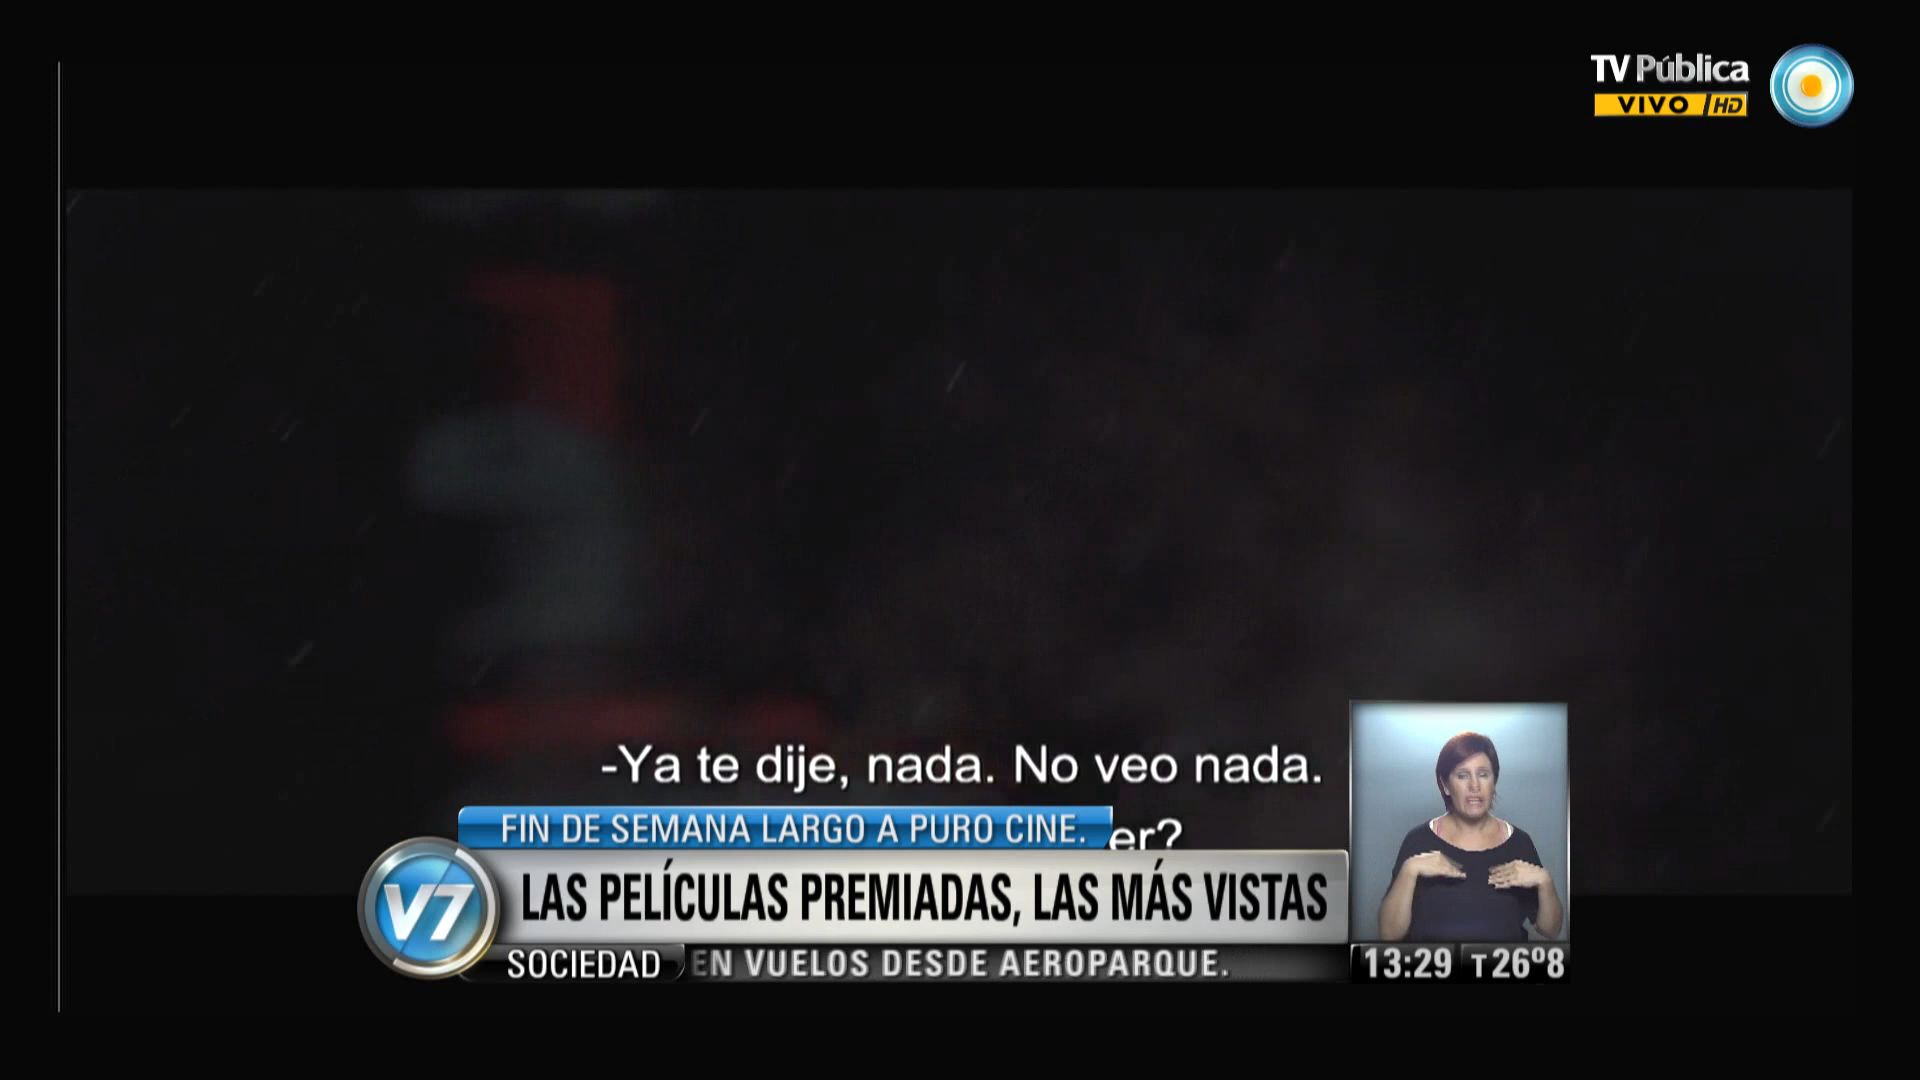 TV Pública
VIVO HD
-Ya te dije, nada. No veo nada.
er?
FIN DE SEMANA LARGO A PURO CINE.
LAS PELÍCULAS PREMIADAS, LAS MÁS VISTAS
V7
SOCIEDAD
EN VUELOS DESDE AEROPARQUE.
13:29 T26º8